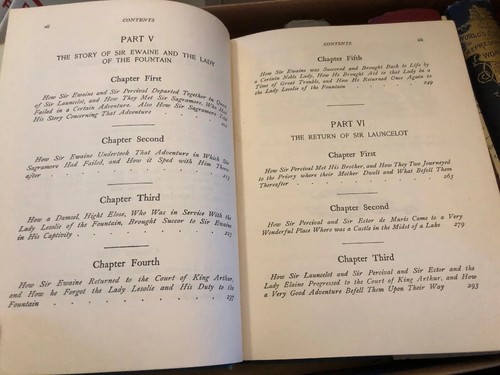 xii
CONTENTS
PART V
THE STORY OF SIR EWAINE AND THE LADY
OF THE FOUNTAIN
Chapter First
How Sir Ewaine and Sir Percival Departed Together in Quest
of Sir Launcelot, and How They Met Sir Sagramore, Who Had
Failed in a Certain Adventure. Also How Sir Sagramore Told
His Story Concerning That Adventure . . . .
Chapter Second
How Sir Ewaine Undertook That Adventure in Which Sir
Sagramore Had Failed, and How it Sped with Him There-
after . . . . . . . . . 215
Chapter Third
How a Damsel, Hight Elose, Who Was in Service With the
Lady Lesolie of the Fountain, Brought Succor to Sir Ewaine
in His Captivity . . . . . . . 227
Chapter Fourth
How Sir Ewaine Returned to the Court of King Arthur,
and How he Forgot the Lady Lesolie and His Duty to the
Fountain . . . . . . . . 237
CONTENTS
Chapter Fifth
How Sir Ewaine was Succored and Brought Back to Life by
a Certain Noble Lady, How He Brought Aid to that Lady in a
Time of Great Trouble, and How He Returned Once Again to
the Lady Lesolie of the Fountain . . . . 249
PART VI
THE RETURN OF SIR LAUNCELOT
Chapter First
How Sir Percival Met His Brother, and How They Two Journeyed
to the Priory where their Mother Dwelt and What Befell Them
Thereafter . . . . . . . . 263
Chapter Second
How Sir Percival and Sir Ector de Maris Came to a Very
Wonderful Place Where was a Castle in the Midst of a Lake 279
Chapter Third
How Sir Launcelot and Sir Percival and Sir Ector and the
Lady Elaine Progressed to the Court of King Arthur, and How
a Very Good Adventure Befell Them Upon Their Way 293